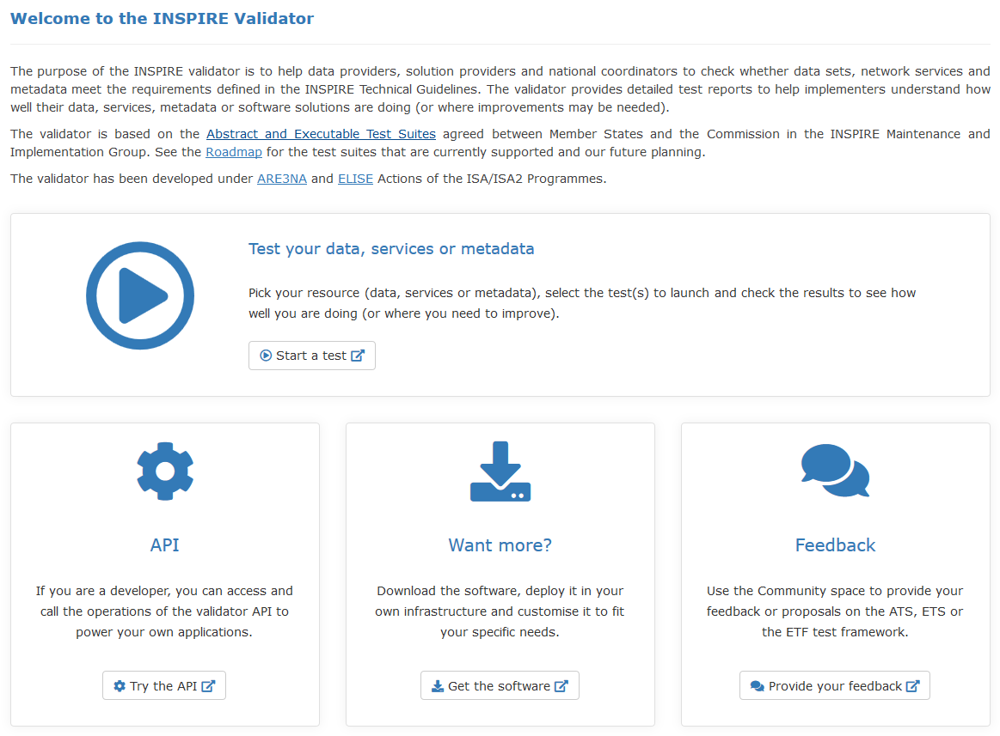 Welcome to the INSPIRE Validator
The purpose of the INSPIRE validator is to help data providers, solution providers and national coordinators to check whether data sets, network services and
metadata meet the requirements defined in the INSPIRE Technical Guidelines. The validator provides detailed test reports to help implementers understand how
well their data, services, metadata or software solutions are doing (or where improvements may be needed).
The validator is based on the Abstract and Executable Test Suites agreed between Member States and the Commission in the INSPIRE Maintenance and
Implementation Group. See the Roadmap for the test suites that are currently supported and our future planning.
The validator has been developed under ARE3NA and ELISE Actions of the ISA/ISA2 Programmes.
Test your data, services or metadata
Pick your resource (data, services or metadata), select the test(s) to launch and check the results to see how
well you are doing (or where you need to improve).
Start a test
API
If you are a developer, you can access and
call the operations of the validator API to
power your own applications.
Try the API
Want more?
Download the software, deploy it in your
own infrastructure and customise it to fit
your specific needs.
Get the software
Feedback
Use the Community space to provide your
feedback or proposals on the ATS, ETS or
the ETF test framework.
Provide your feedback